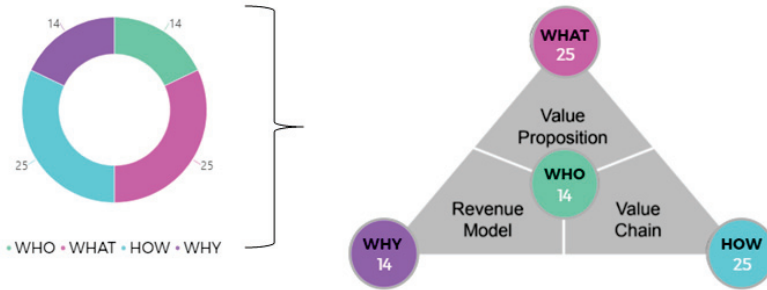 14
14
25
25
• WHO • WHAT • HOW • WHY
WHAT
25
Value
Proposition
WHO
14
Revenue
Model
Value
Chain
WHY
14
HOW
25